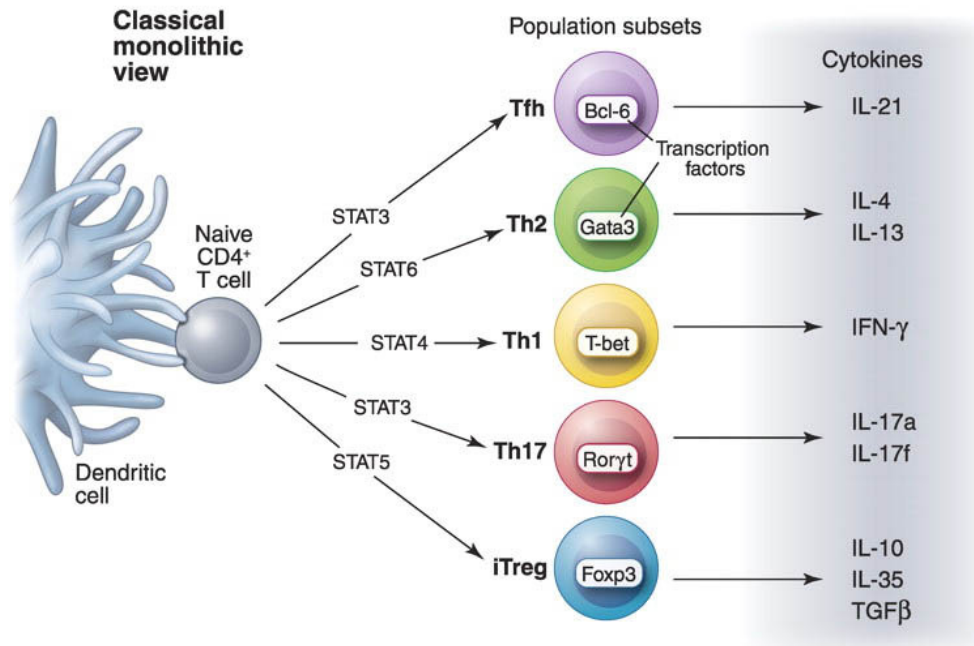 Classical
monolithic
view
Population subsets
Cytokines
Tfh
Bcl-6
IL-21
Transcription
factors
STAT3
Naive
CD4⁺
T cell
STAT6
Th2
Gata3
IL-4
IL-13
STAT4
Th1
T-bet
IFN-γ
STAT3
Th17
Rorγt
IL-17a
IL-17f
Dendritic
cell
STAT5
iTreg
Foxp3
IL-10
IL-35
TGFβ